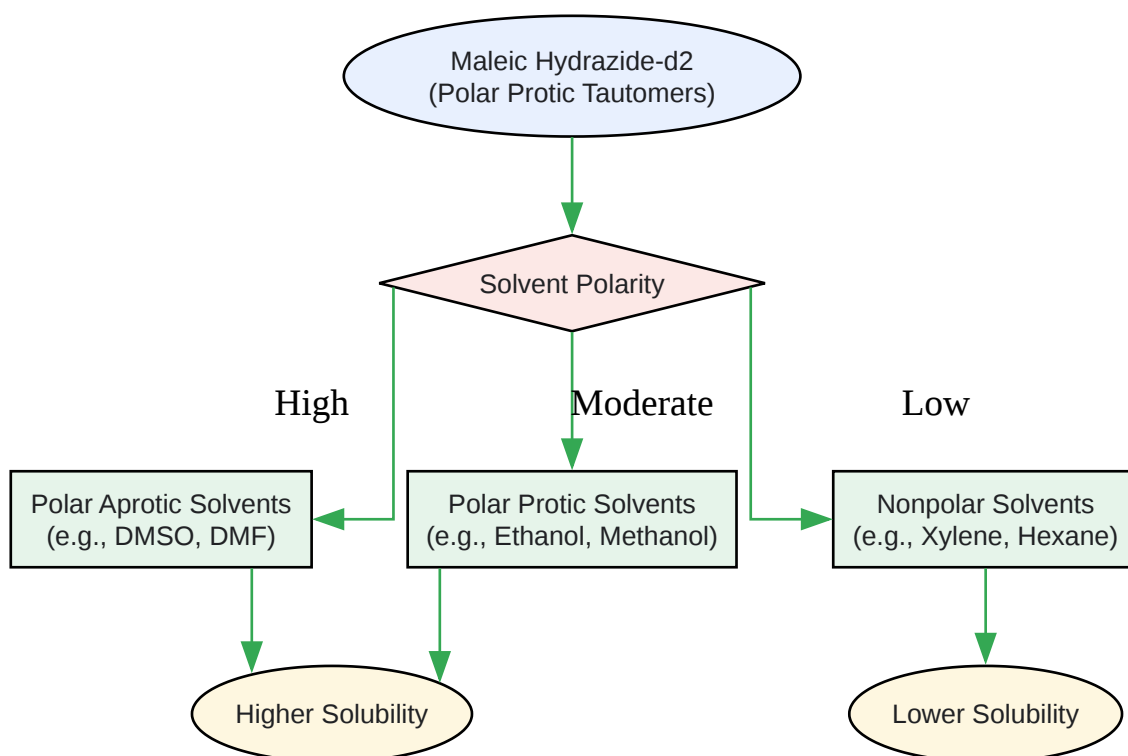 Maleic Hydrazide-d2
(Polar Protic Tautomers)
Solvent Polarity
High
Moderate
Low
Polar Aprotic Solvents
(e.g., DMSO, DMF)
Polar Protic Solvents
(e.g., Ethanol, Methanol)
Nonpolar Solvents
(e.g., Xylene, Hexane)
Higher Solubility
Lower Solubility